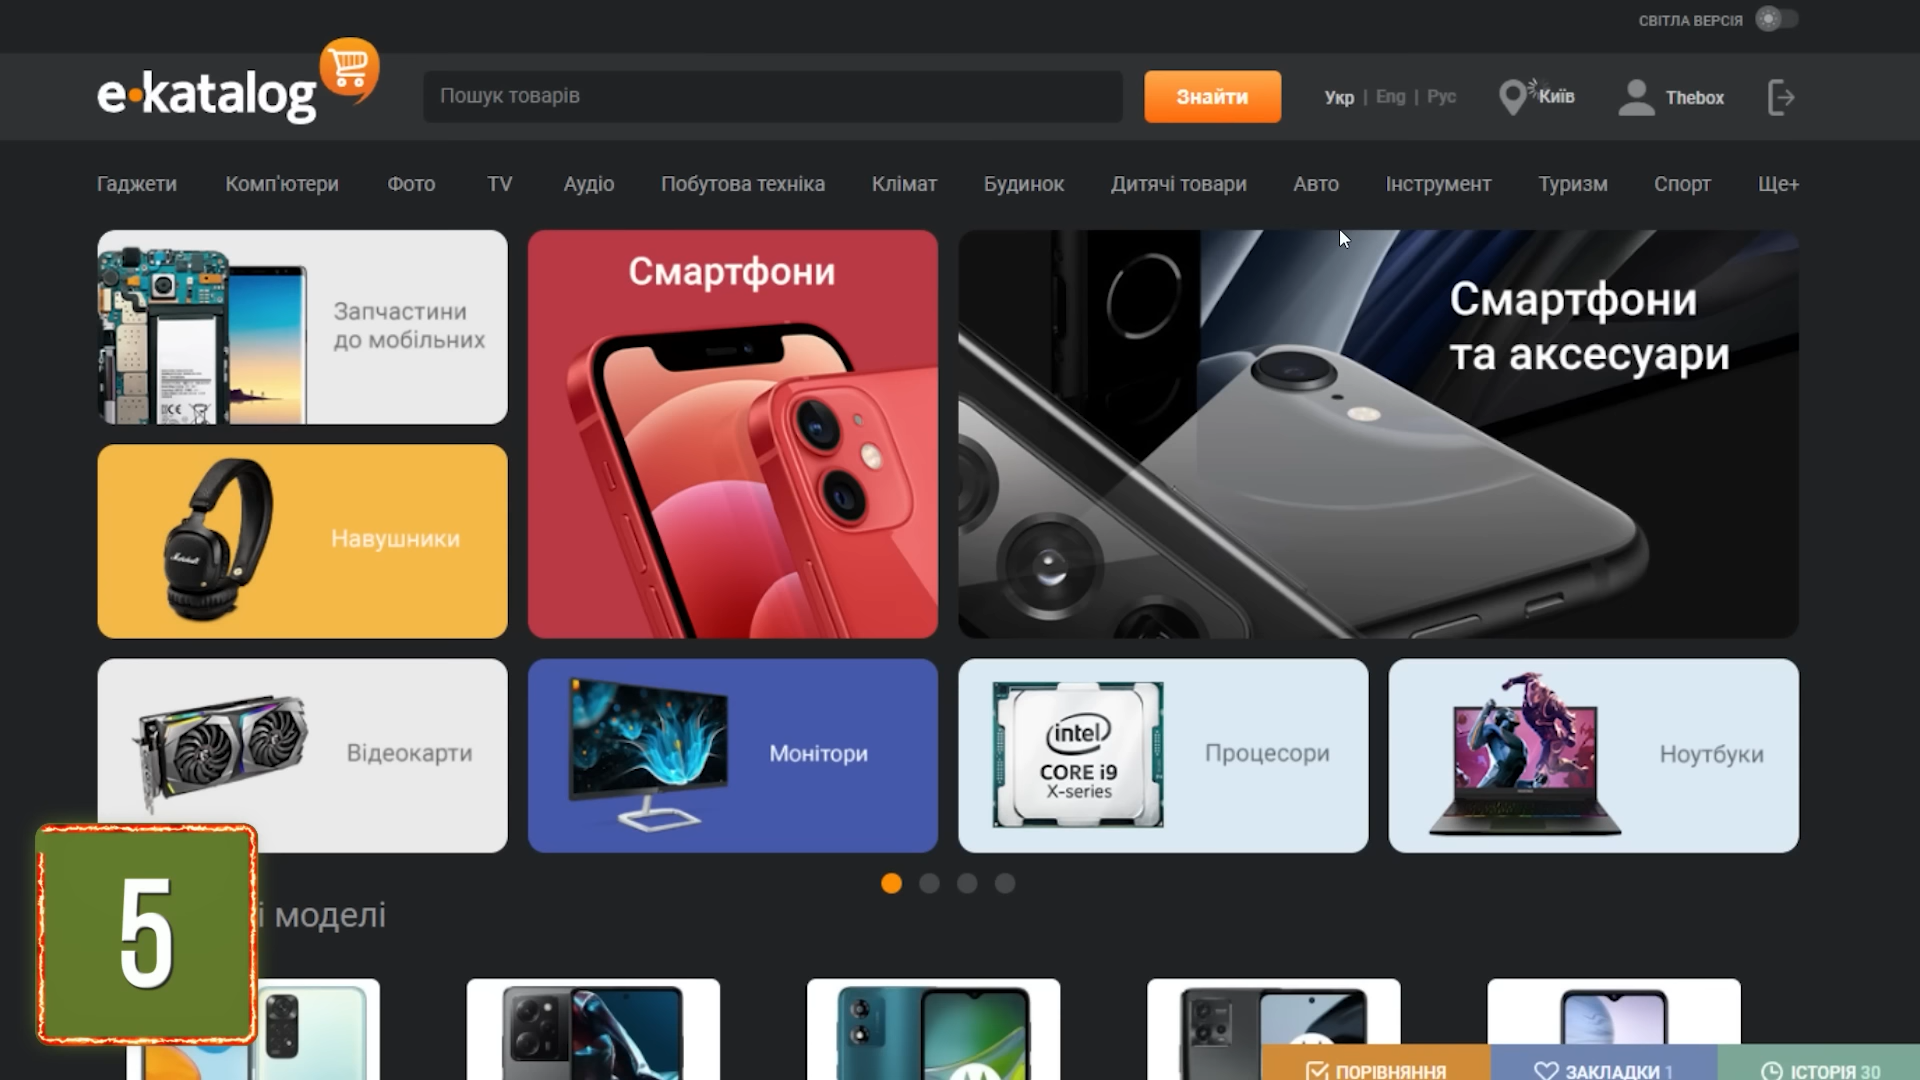 СВІТЛА ВЕРСІЯ
e·katalog
Пошук товарів
Знайти
Укр | Eng | Рус
Київ
Thebox
Гаджети Комп'ютери Фото TV Аудіо Побутова техніка Клімат Будинок Дитячі товари Авто Інструмент Туризм Спорт Ще+
Запчастини
до мобільних
Смартфони
Смартфони
та аксесуари
Навушники
Marshall
Відеокарти
Монітори
intel
CORE i9
X-series
Процесори
Ноутбуки
5
і моделі
ПОРІВНЯННЯ
ЗАКЛАДКИ 1
ІСТОРІЯ 30